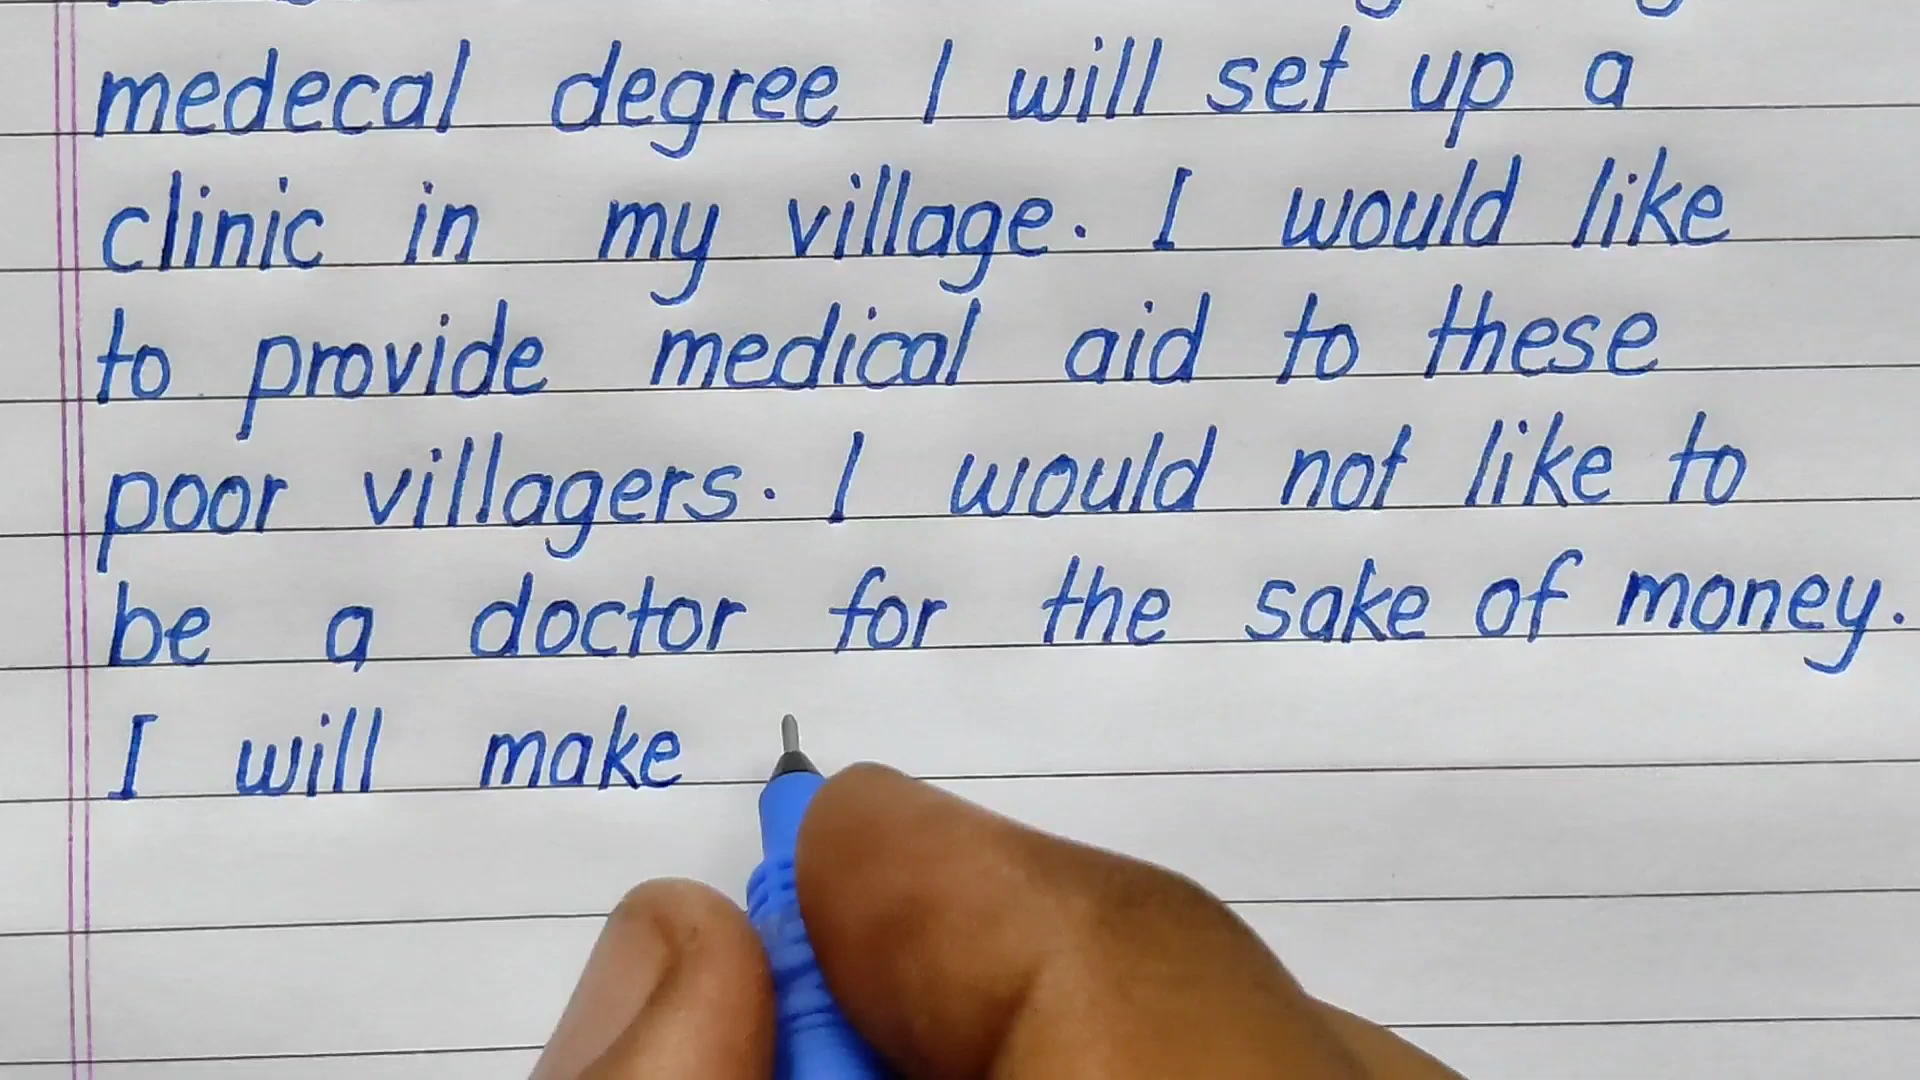 medecal degree I will set up a
clinic in my village. I would like
to provide medical aid to these
poor villagers. I would not like to
be a doctor for the sake of money.
I will make